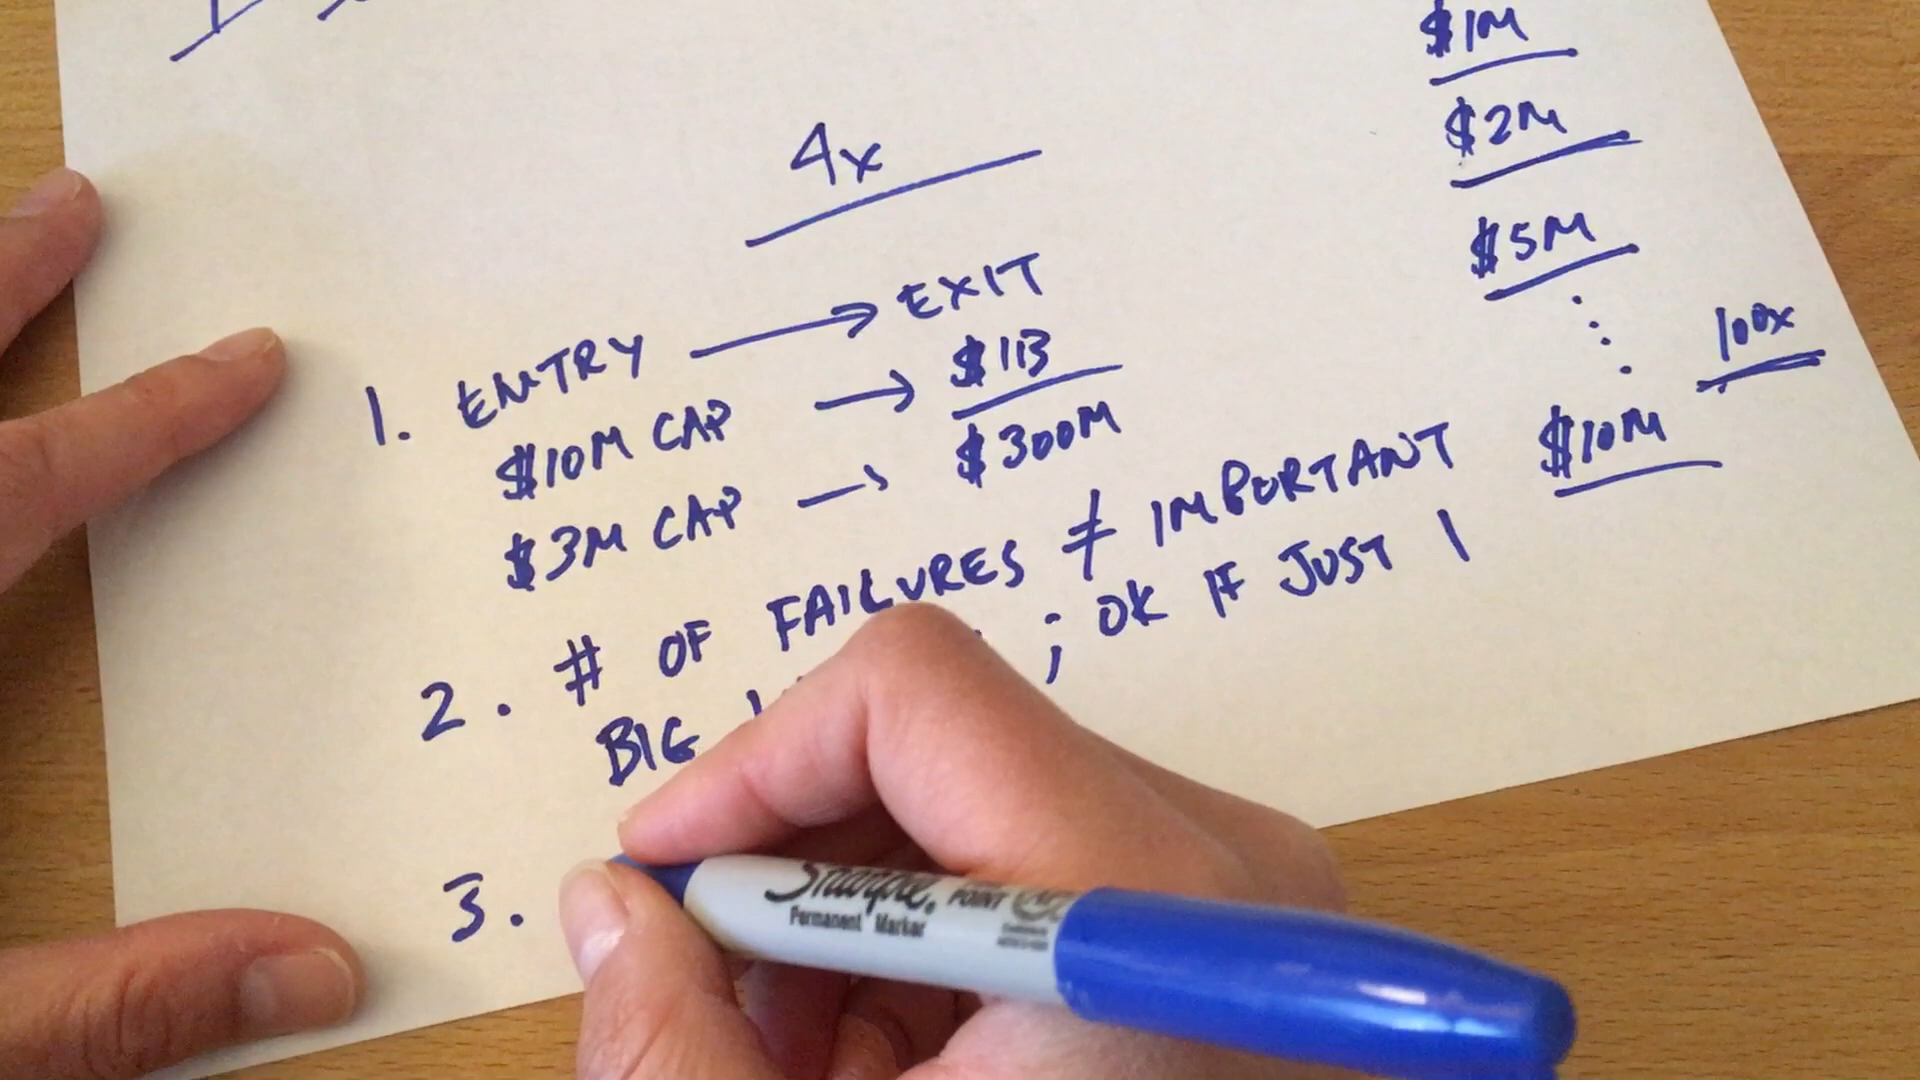 $1M
$2M
4x
$5M
100x
$10M
1. ENTRY → EXIT
$10M CAP → $1B
$3M CAP → $300M
2. # OF FAILURES ≠ IMPORTANT
BIG ; OK IF JUST 1
3.
Sharpie.
Permanent Marker
POINT